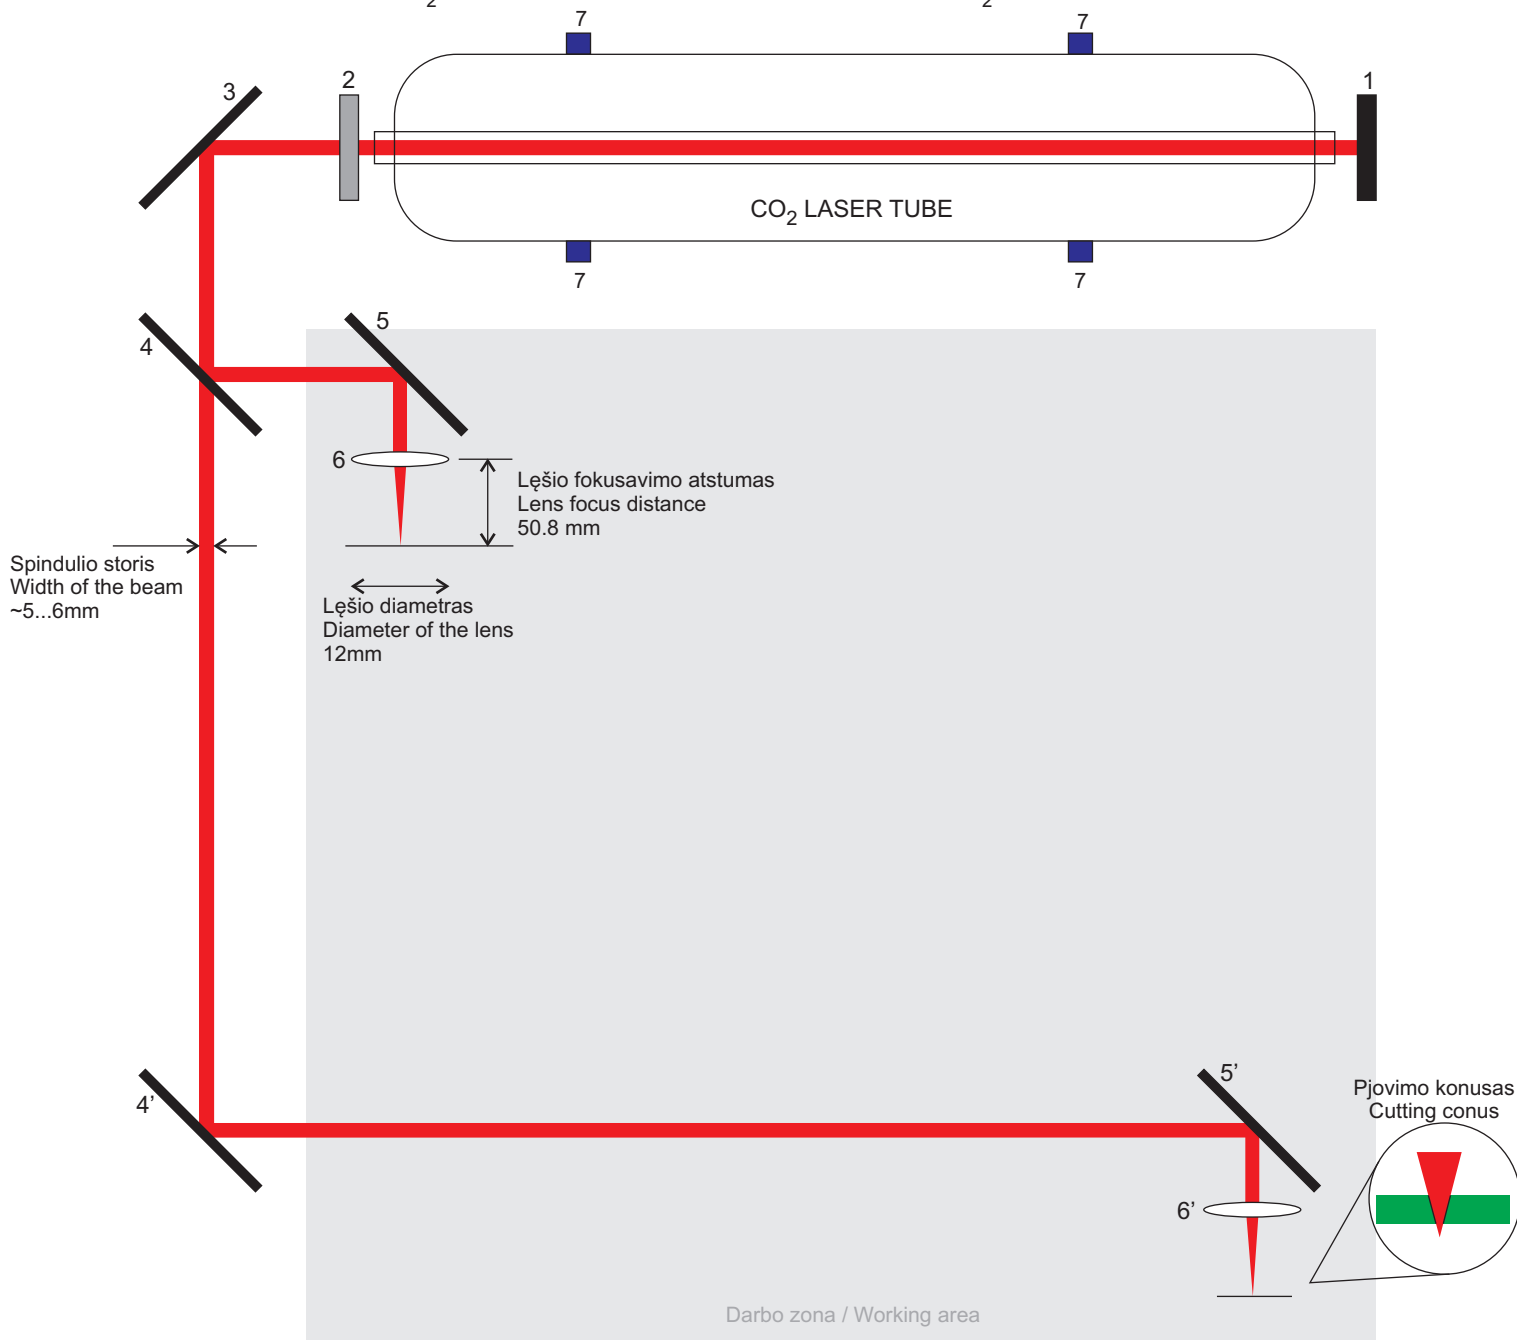 2 2
7 7
3 2 1
CO2 LASER TUBE
7 7
4 5
6
Lęšio fokusavimo atstumas
Lens focus distance
50.8 mm
Spindulio storis
Width of the beam
~5...6mm
Lęšio diametras
Diameter of the lens
12mm
4’ 5’
Pjovimo konusas
Cutting conus
6’
Darbo zona / Working area